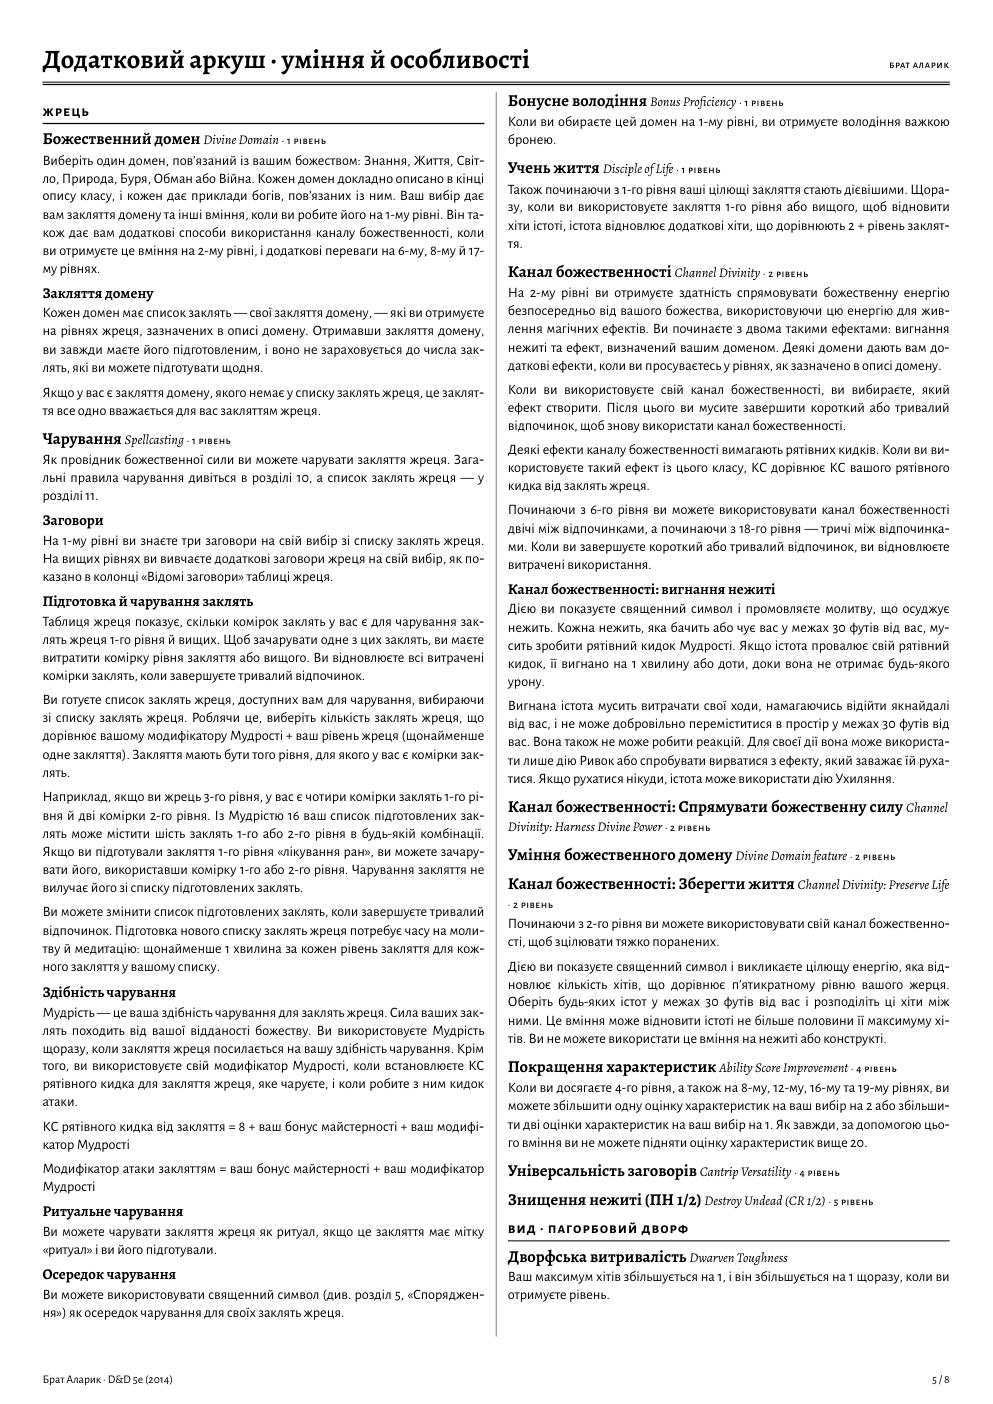 Додатковий аркуш · уміння й особливості
БРАТ АЛАРИК
ЖРЕЦЬ
Божественний домен Divine Domain · 1 РІВЕНЬ
Виберіть один домен, пов’язаний із вашим божеством: Знання, Життя, Світ-
ло, Природа, Буря, Обман або Війна. Кожен домен докладно описано в кінці
опису класу, і кожен дає приклади богів, пов’язаних із ним. Ваш вибір дає
вам закляття домену та інші вміння, коли ви робите його на 1-му рівні. Він та-
кож дає вам додаткові способи використання каналу божественності, коли
ви отримуєте це вміння на 2-му рівні, і додаткові переваги на 6-му, 8-му й 17-
му рівнях.
Закляття домену
Кожен домен має список заклять — свої закляття домену, — які ви отримуєте
на рівнях жреця, зазначених в описі домену. Отримавши закляття домену,
ви завжди маєте його підготовленим, і воно не зараховується до числа зак-
лять, які ви можете підготувати щодня.
Якщо у вас є закляття домену, якого немає у списку заклять жреця, це заклят-
тя все одно вважається для вас закляттям жреця.
Чарування Spellcasting · 1 РІВЕНЬ
Як провідник божественної сили ви можете чарувати закляття жреця. Зага-
льні правила чарування дивіться в розділі 10, а список заклять жреця — у
розділі 11.
Заговори
На 1-му рівні ви знаєте три заговори на свій вибір зі списку заклять жреця.
На вищих рівнях ви вивчаєте додаткові заговори жреця на свій вибір, як по-
казано в колонці «Відомі заговори» таблиці жреця.
Підготовка й чарування заклять
Таблиця жреця показує, скільки комірок заклять у вас є для чарування зак-
лять жреця 1-го рівня й вищих. Щоб зачарувати одне з цих заклять, ви маєте
витратити комірку рівня закляття або вищого. Ви відновлюєте всі витрачені
комірки заклять, коли завершуєте тривалий відпочинок.
Ви готуєте список заклять жреця, доступних вам для чарування, вибираючи
зі списку заклять жреця. Роблячи це, виберіть кількість заклять жреця, що
дорівнює вашому модифікатору Мудрості + ваш рівень жреця (щонайменше
одне закляття). Закляття мають бути того рівня, для якого у вас є комірки зак-
лять.
Наприклад, якщо ви жрець 3-го рівня, у вас є чотири комірки заклять 1-го рі-
вня й дві комірки 2-го рівня. Із Мудрістю 16 ваш список підготовлених зак-
лять може містити шість заклять 1-го або 2-го рівня в будь-якій комбінації.
Якщо ви підготували закляття 1-го рівня «лікування ран», ви можете зачару-
вати його, використавши комірку 1-го або 2-го рівня. Чарування закляття не
вилучає його зі списку підготовлених заклять.
Ви можете змінити список підготовлених заклять, коли завершуєте тривалий
відпочинок. Підготовка нового списку заклять жреця потребує часу на моли-
тву й медитацію: щонайменше 1 хвилина за кожен рівень закляття для кож-
ного закляття у вашому списку.
Здібність чарування
Мудрість — це ваша здібність чарування для заклять жреця. Сила ваших зак-
лять походить від вашої відданості божеству. Ви використовуєте Мудрість
щоразу, коли закляття жреця посилається на вашу здібність чарування. Крім
того, ви використовуєте свій модифікатор Мудрості, коли встановлюєте КС
рятівного кидка для закляття жреця, яке чаруєте, і коли робите з ним кидок
атаки.
КС рятівного кидка від закляття = 8 + ваш бонус майстерності + ваш модифі-
катор Мудрості
Модифікатор атаки закляттям = ваш бонус майстерності + ваш модифікатор
Мудрості
Ритуальне чарування
Ви можете чарувати закляття жреця як ритуал, якщо це закляття має мітку
«ритуал» і ви його підготували.
Осередок чарування
Ви можете використовувати священний символ (див. розділ 5, «Споряджен-
ня») як осередок чарування для своїх заклять жреця.
Бонусне володіння Bonus Proficiency · 1 РІВЕНЬ
Коли ви обираєте цей домен на 1-му рівні, ви отримуєте володіння важкою
бронею.
Учень життя Disciple of Life · 1 РІВЕНЬ
Також починаючи з 1-го рівня ваші цілющі закляття стають дієвішими. Щора-
зу, коли ви використовуєте закляття 1-го рівня або вищого, щоб відновити
хіти істоті, істота відновлює додаткові хіти, що дорівнюють 2 + рівень заклят-
тя.
Канал божественності Channel Divinity · 2 РІВЕНЬ
На 2-му рівні ви отримуєте здатність спрямовувати божественну енергію
безпосередньо від вашого божества, використовуючи цю енергію для жив-
лення магічних ефектів. Ви починаєте з двома такими ефектами: вигнання
нежиті та ефект, визначений вашим доменом. Деякі домени дають вам до-
даткові ефекти, коли ви просуваєтесь у рівнях, як зазначено в описі домену.
Коли ви використовуєте свій канал божественності, ви вибираєте, який
ефект створити. Після цього ви мусите завершити короткий або тривалий
відпочинок, щоб знову використати канал божественності.
Деякі ефекти каналу божественності вимагають рятівних кидків. Коли ви ви-
користовуєте такий ефект із цього класу, КС дорівнює КС вашого рятівного
кидка від заклять жреця.
Починаючи з 6-го рівня ви можете використовувати канал божественності
двічі між відпочинками, а починаючи з 18-го рівня — тричі між відпочинка-
ми. Коли ви завершуєте короткий або тривалий відпочинок, ви відновлюєте
витрачені використання.
Канал божественності: вигнання нежиті
Дією ви показуєте священний символ і промовляєте молитву, що осуджує
нежить. Кожна нежить, яка бачить або чує вас у межах 30 футів від вас, му-
сить зробити рятівний кидок Мудрості. Якщо істота провалює свій рятівний
кидок, її вигнано на 1 хвилину або доти, доки вона не отримає будь-якого
урону.
Вигнана істота мусить витрачати свої ходи, намагаючись відійти якнайдалі
від вас, і не може добровільно переміститися в простір у межах 30 футів від
вас. Вона також не може робити реакцій. Для своєї дії вона може використа-
ти лише дію Ривок або спробувати вирватися з ефекту, який заважає їй руха-
тися. Якщо рухатися нікуди, істота може використати дію Ухиляння.
Канал божественності: Спрямувати божественну силу Channel
Divinity: Harness Divine Power · 2 РІВЕНЬ
Уміння божественного домену Divine Domain feature · 2 РІВЕНЬ
Канал божественності: Зберегти життя Channel Divinity: Preserve Life
· 2 РІВЕНЬ
Починаючи з 2-го рівня ви можете використовувати свій канал божественно-
сті, щоб зцілювати тяжко поранених.
Дією ви показуєте священний символ і викликаєте цілющу енергію, яка від-
новлює кількість хітів, що дорівнює п’ятикратному рівню вашого жерця.
Оберіть будь-яких істот у межах 30 футів від вас і розподіліть ці хіти між
ними. Це вміння може відновити істоті не більше половини її максимуму хі-
тів. Ви не можете використати це вміння на нежиті або конструкті.
Покращення характеристик Ability Score Improvement · 4 РІВЕНЬ
Коли ви досягаєте 4-го рівня, а також на 8-му, 12-му, 16-му та 19-му рівнях, ви
можете збільшити одну оцінку характеристик на ваш вибір на 2 або збільши-
ти дві оцінки характеристик на ваш вибір на 1. Як завжди, за допомогою цьо-
го вміння ви не можете підняти оцінку характеристик вище 20.
Універсальність заговорів Cantrip Versatility · 4 РІВЕНЬ
Знищення нежиті (ПН 1/2) Destroy Undead (CR 1/2) · 5 РІВЕНЬ
ВИД · ПАГОРБОВИЙ ДВОРФ
Дворфська витривалість Dwarven Toughness
Ваш максимум хітів збільшується на 1, і він збільшується на 1 щоразу, коли ви
отримуєте рівень.
Брат Аларик · D&D 5e (2014)
5 / 8